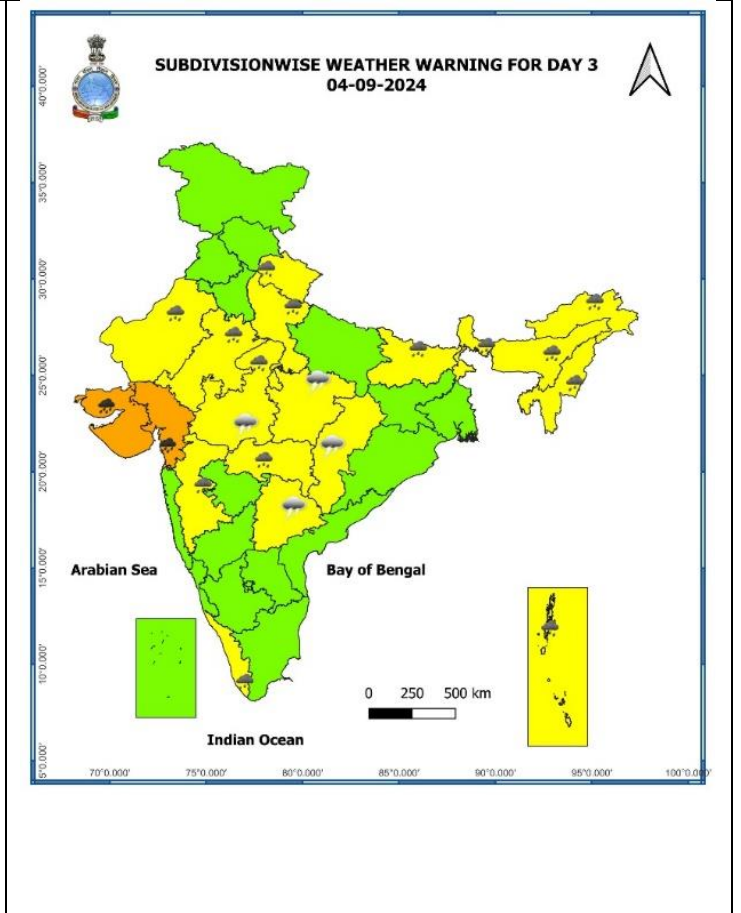 SUBDIVISIONWISE WEATHER WARNING FOR DAY 3
04-09-2024
40°0.000'
35°0.000'
30°0.000'
25°0.000'
20°0.000'
15°0.000'
10°0.000'
5°0.000'
Arabian Sea
Bay of Bengal
0 250 500 km
Indian Ocean
70°0.000' 75°0.000' 80°0.000' 85°0.000' 90°0.000' 95°0.000' 100°0.000'